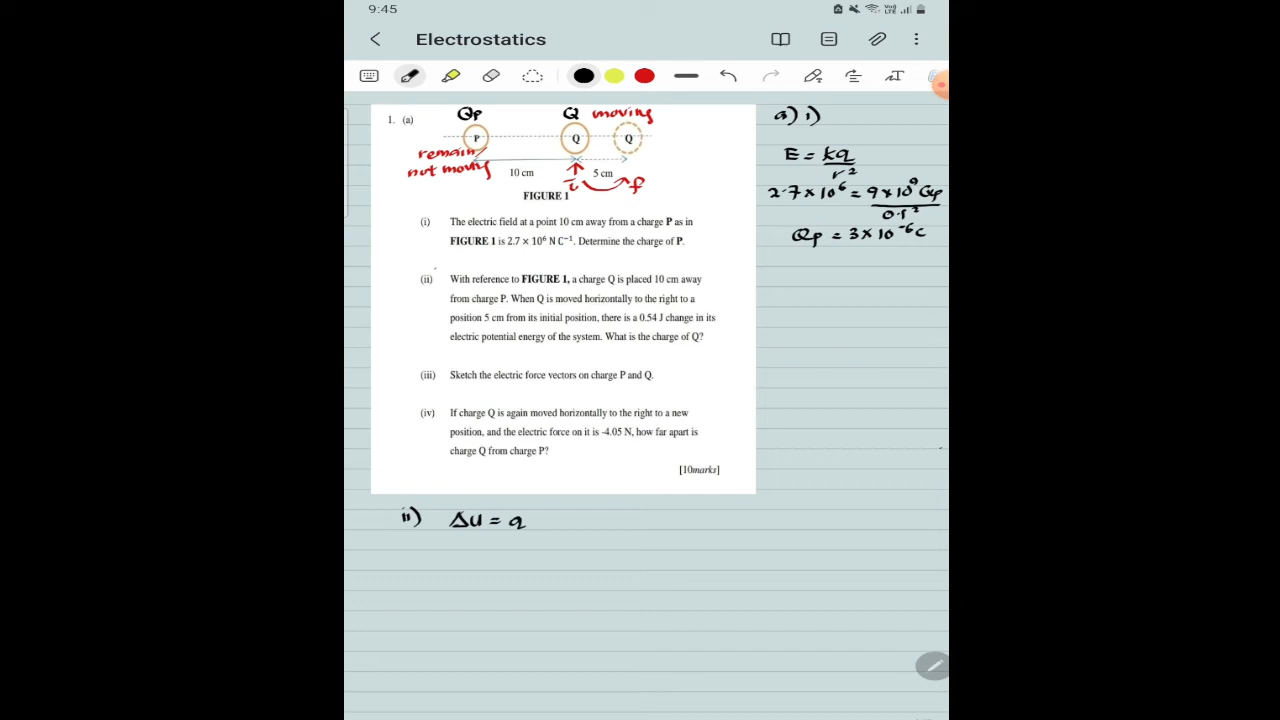 9:45
Electrostatics
1. (a)
Qp Q moving
P Q Q
remain/
not moving
10 cm 5 cm
i f
FIGURE 1
(i) The electric field at a point 10 cm away from a charge P as in
FIGURE 1 is 2.7 × 10⁶ N C⁻¹. Determine the charge of P.
(ii) With reference to FIGURE 1, a charge Q is placed 10 cm away
from charge P. When Q is moved horizontally to the right to a
position 5 cm from its initial position, there is a 0.54 J change in its
electric potential energy of the system. What is the charge of Q?
(iii) Sketch the electric force vectors on charge P and Q.
(iv) If charge Q is again moved horizontally to the right to a new
position, and the electric force on it is -4.05 N, how far apart is
charge Q from charge P?
[10marks]
a) i)
E = kq
r²
2.7 × 10⁶ = 9 × 10⁹ Qp
0.1²
Qp = 3 × 10⁻⁶ C
ii) ΔU = q